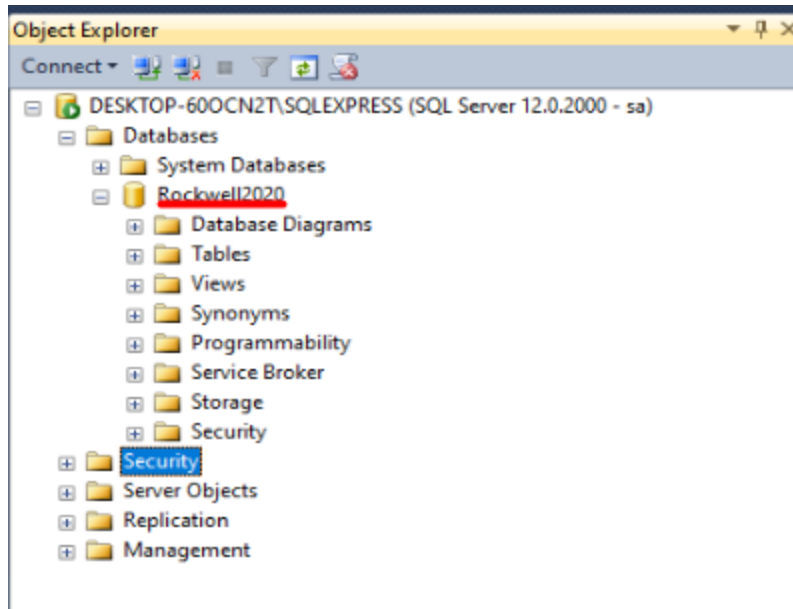 Object Explorer
Connect
DESKTOP-60OCN2T\SQLEXPRESS (SQL Server 12.0.2000 - sa)
Databases
System Databases
Rockwell2020
Database Diagrams
Tables
Views
Synonyms
Programmability
Service Broker
Storage
Security
Security
Server Objects
Replication
Management